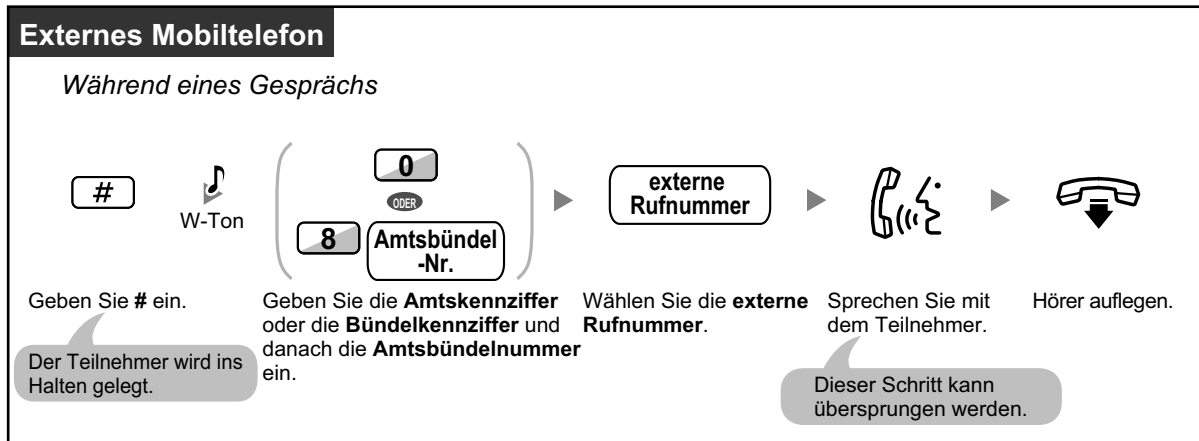 Externes Mobiltelefon
Während eines Gesprächs
#
W-Ton
0
ODER
8
Amtsbündel
-Nr.
externe
Rufnummer
Geben Sie # ein.
Der Teilnehmer wird ins
Halten gelegt.
Geben Sie die Amtskennziffer
oder die Bündelkennziffer und
danach die Amtsbündelnummer
ein.
Wählen Sie die externe
Rufnummer.
Sprechen Sie mit
dem Teilnehmer.
Dieser Schritt kann
übersprungen werden.
Hörer auflegen.